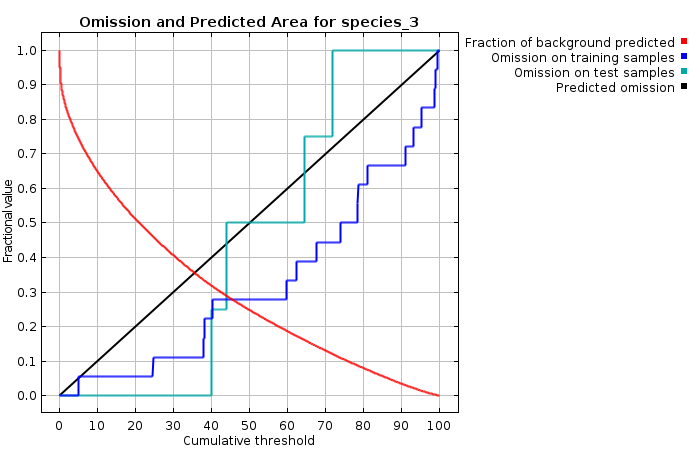 Omission and Predicted Area for species_3
Fraction of background predicted
Omission on training samples
Omission on test samples
Predicted omission
Fractional value
1.0
0.9
0.8
0.7
0.6
0.5
0.4
0.3
0.2
0.1
0.0
0 10 20 30 40 50 60 70 80 90 100
Cumulative threshold